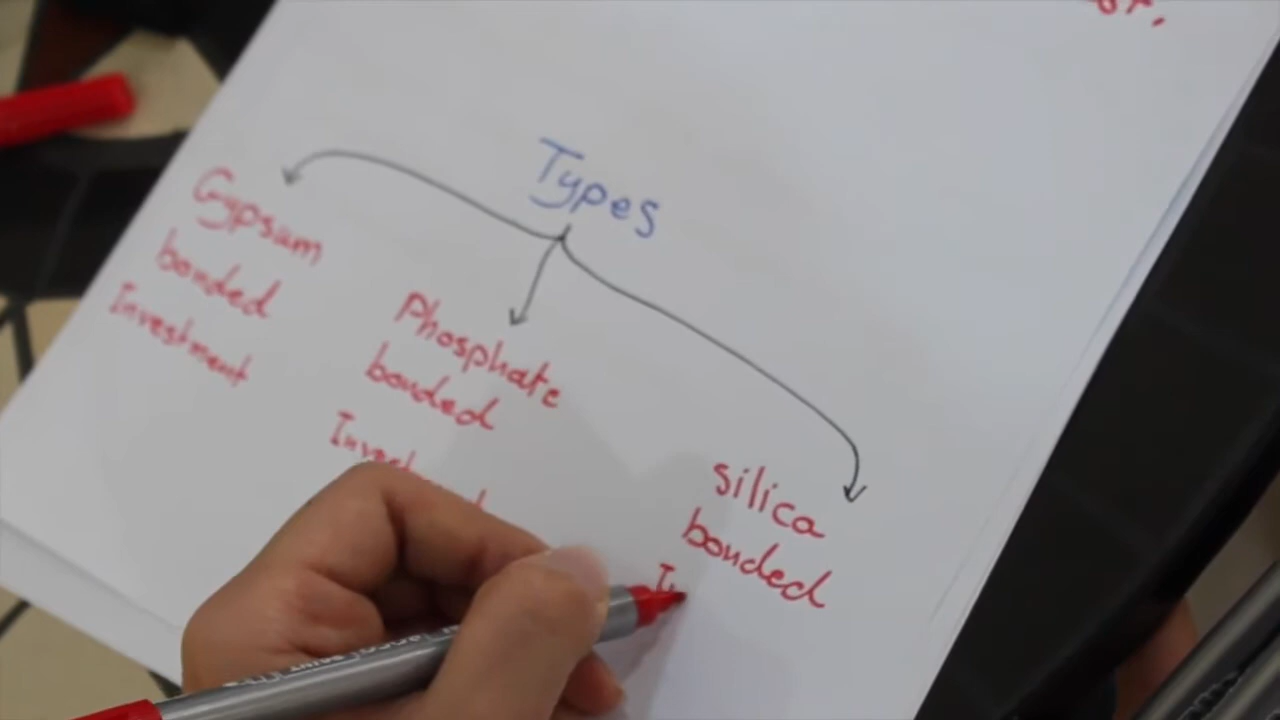 Types
Gypsum
bonded
Investment
Phosphate
bonded
silica
bonded